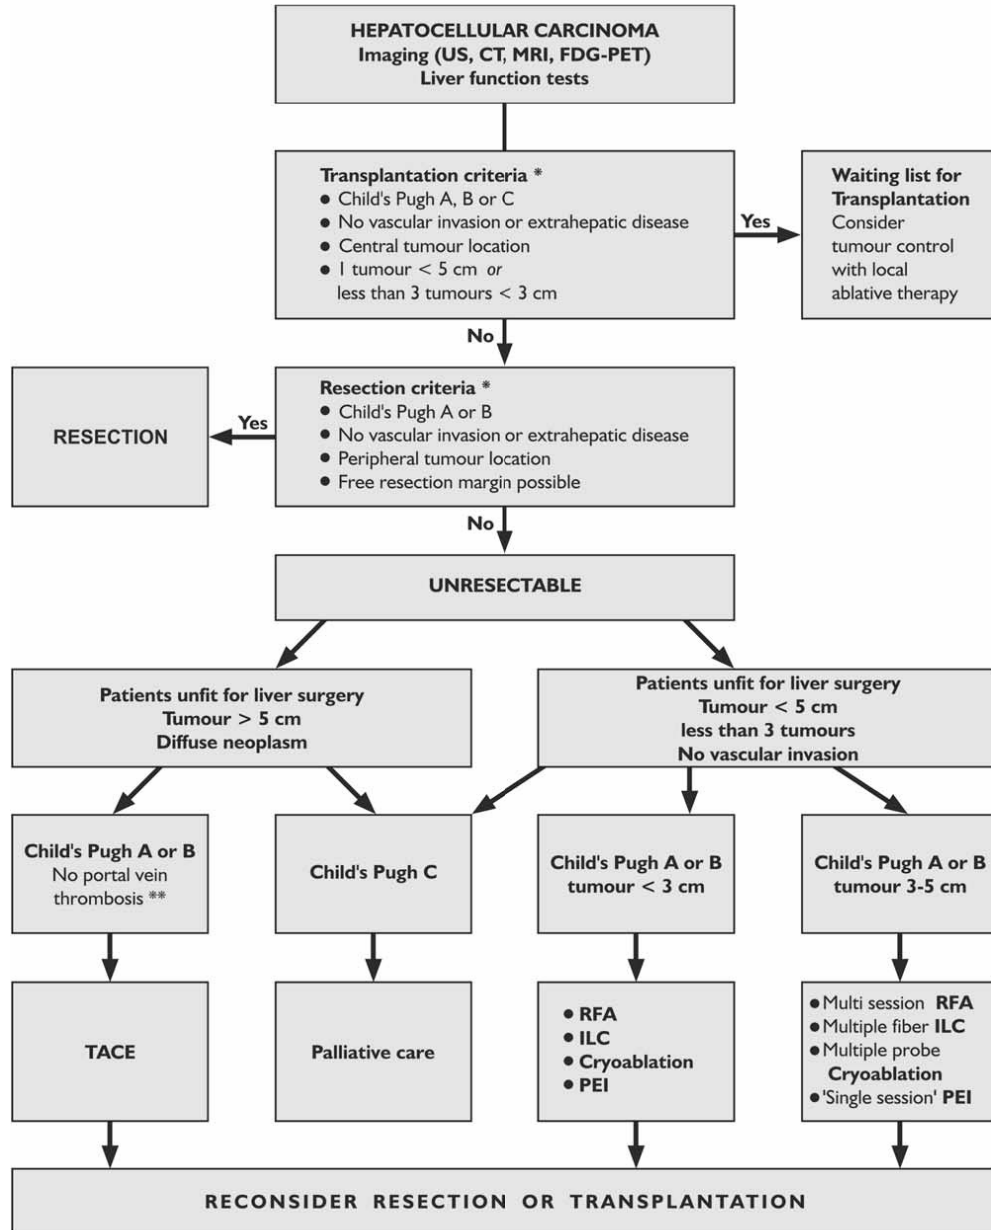 HEPATOCELLULAR CARCINOMA
Imaging (US, CT, MRI, FDG-PET)
Liver function tests
Transplantation criteria *
● Child's Pugh A, B or C
● No vascular invasion or extrahepatic disease
● Central tumour location
● 1 tumour < 5 cm or
less than 3 tumours < 3 cm
Yes
Waiting list for
Transplantation
Consider
tumour control
with local
ablative therapy
No
Resection criteria *
● Child's Pugh A or B
● No vascular invasion or extrahepatic disease
● Peripheral tumour location
● Free resection margin possible
Yes
RESECTION
No
UNRESECTABLE
Patients unfit for liver surgery
Tumour > 5 cm
Diffuse neoplasm
Patients unfit for liver surgery
Tumour < 5 cm
less than 3 tumours
No vascular invasion
Child's Pugh A or B
No portal vein
thrombosis **
Child's Pugh C
Child's Pugh A or B
tumour < 3 cm
Child's Pugh A or B
tumour 3-5 cm
TACE
Palliative care
● RFA
● ILC
● Cryoablation
● PEI
● Multi session RFA
● Multiple fiber ILC
● Multiple probe
Cryoablation
● 'Single session' PEI
RECONSIDER RESECTION OR TRANSPLANTATION